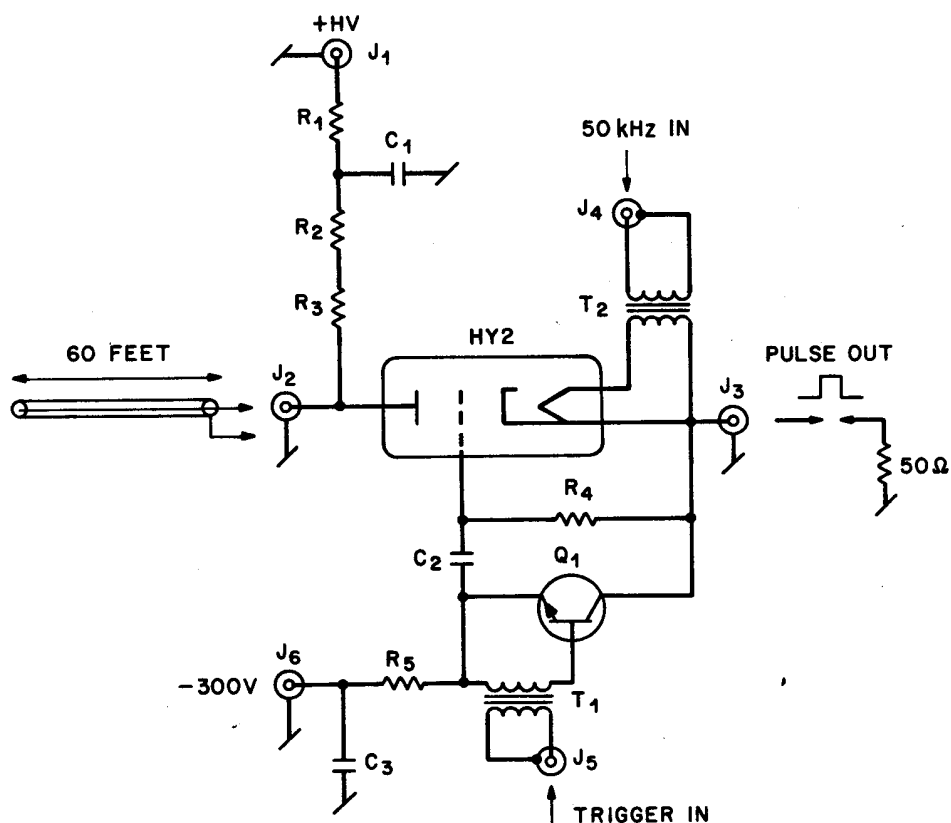 +HV
J1
R1
C1
50 kHz IN
J4
R2
T2
R3
HY2
60 FEET
PULSE OUT
J2
J3
50Ω
R4
C2
Q1
J6
R5
-300V
T1
C3
J5
TRIGGER IN